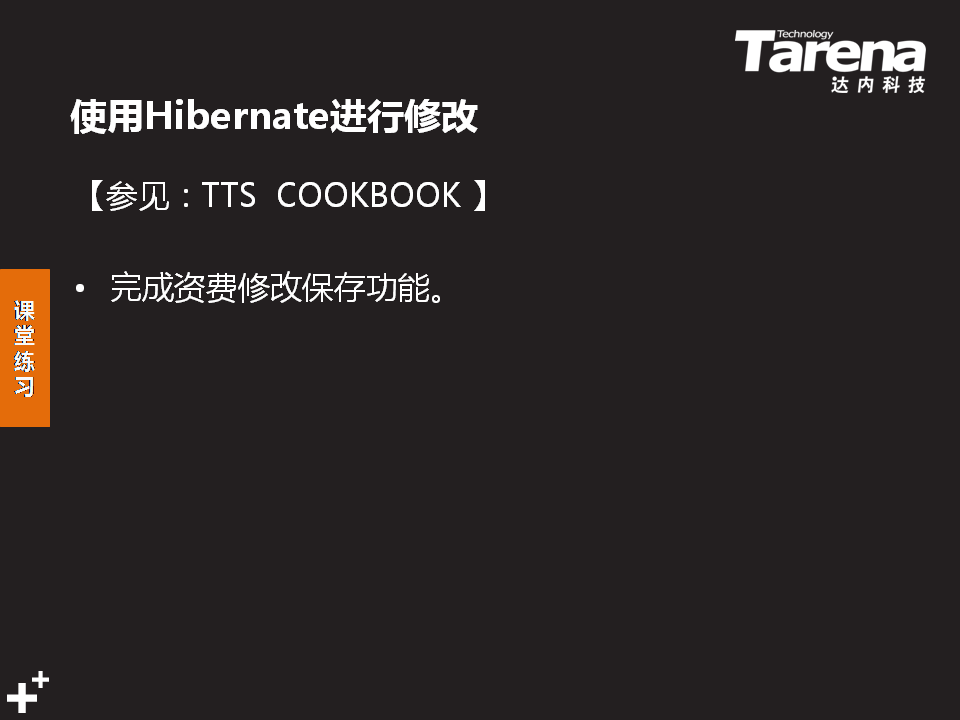 Technology
Tarena
达内科技
使用Hibernate进行修改
【参见：TTS COOKBOOK 】
• 完成资费修改保存功能。
课
堂
练
习